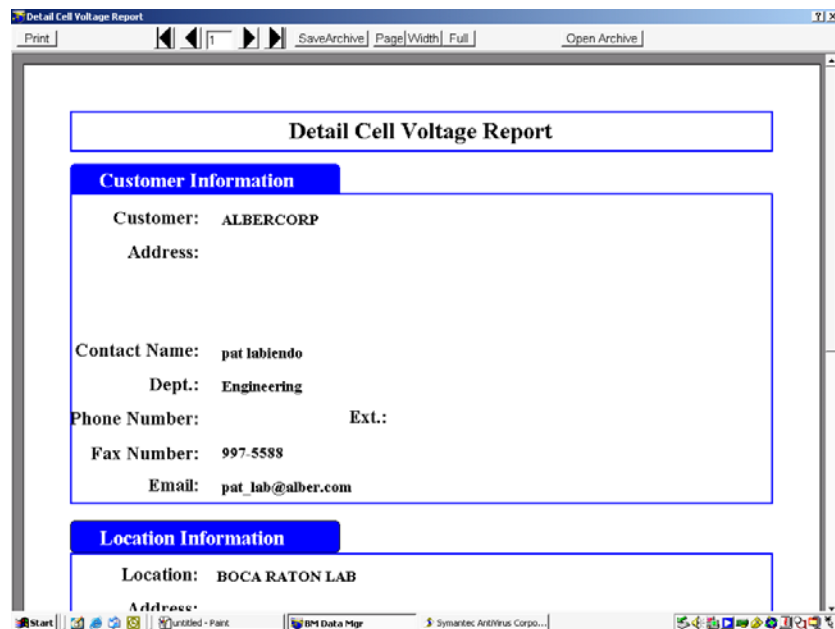 Detail Cell Voltage Report
Print 1 SaveArchive Page Width Full Open Archive
Detail Cell Voltage Report
Customer Information
Customer: ALBERCORP
Address:
Contact Name: pat labiendo
Dept.: Engineering
Phone Number: Ext.:
Fax Number: 997-5588
Email: pat_lab@alber.com
Location Information
Location: BOCA RATON LAB
Address:
Start untitled - Paint BM Data Mgr Symantec AntiVirus Corpo...